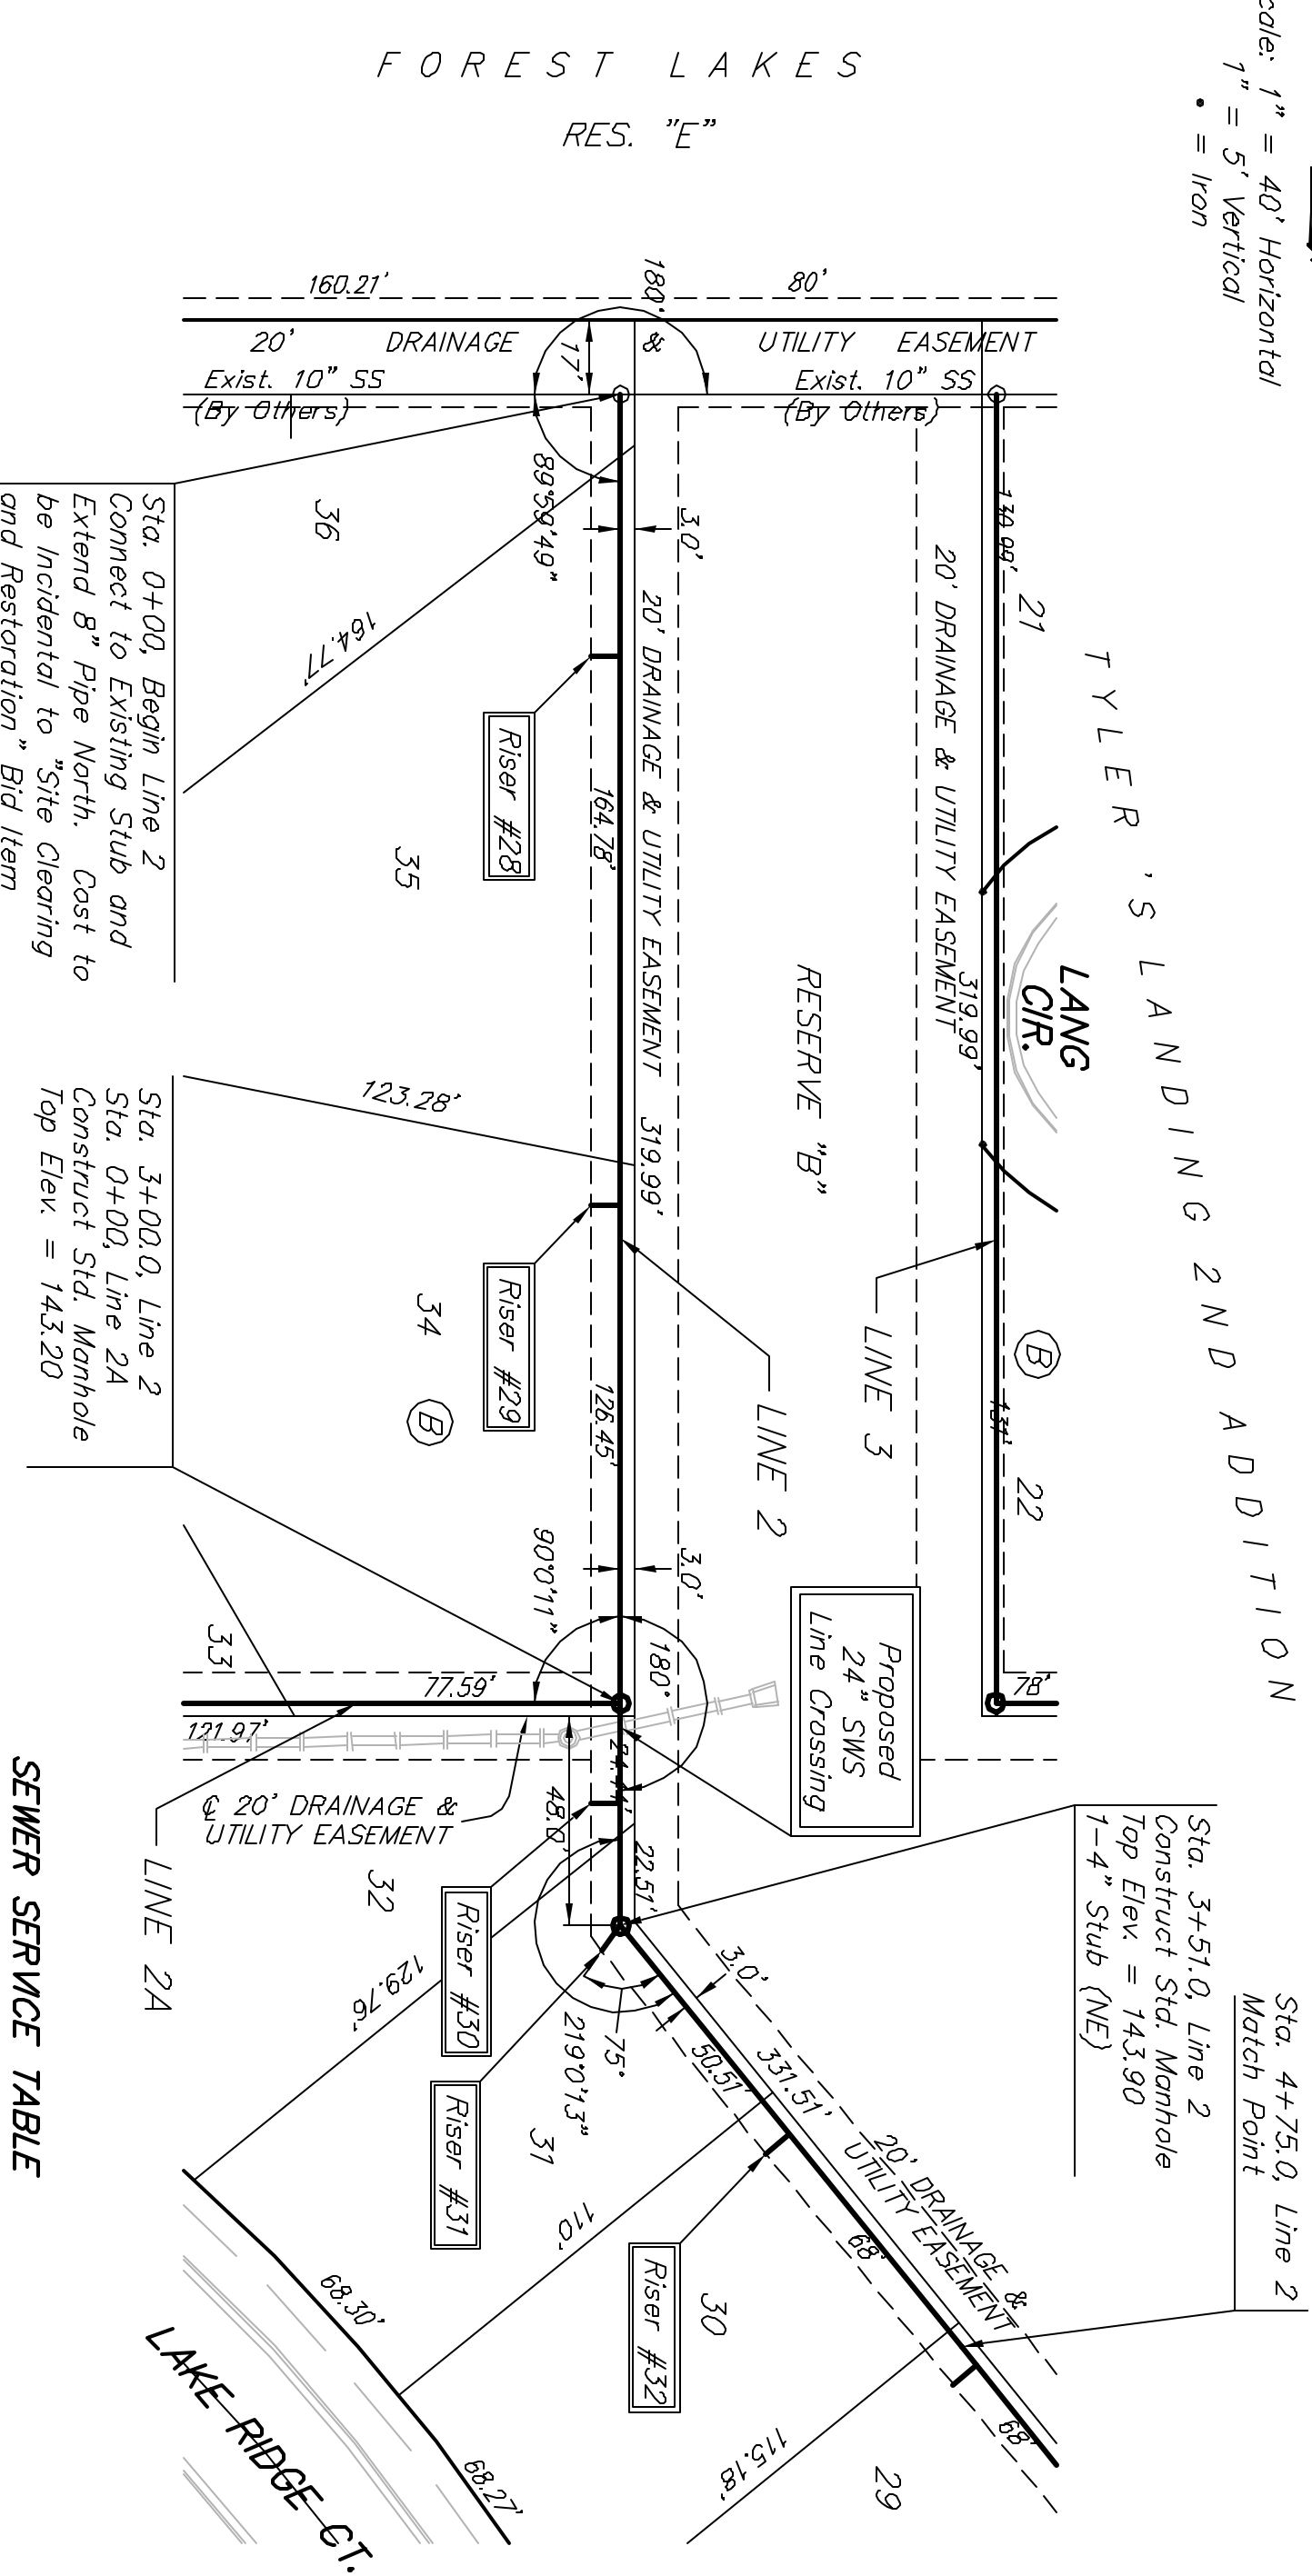 cale: 1" = 40' Horizontal
1" = 5' Vertical
• = Iron
FOREST LAKES
RES. "E"
160.21'
180°
80'
20' DRAINAGE & UTILITY EASEMENT
17'
Exist. 10" SS
(By Others)
Exist. 10" SS
(By Others)
89°59'49"
3.0'
130.99'
36
21
164.77'
20' DRAINAGE & UTILITY EASEMENT 319.99'
20' DRAINAGE & UTILITY EASEMENT
319.99'
TYLER'S LANDING 2ND ADDITION
Sta. 0+00, Begin Line 2
Connect to Existing Stub and
Extend 8" Pipe North. Cost to
be Incidental to "Site Clearing
and Restoration" Bid Item
Riser #28
164.78'
35
LANG
CIR.
RESERVE "B"
123.28'
Sta. 3+00.0, Line 2
Sta. 0+00, Line 2A
Construct Std. Manhole
Top Elev. = 143.20
Riser #29
34
B
126.45'
LINE 2
LINE 3
B
131'
22
90°0'11"
3.0'
180°
33
77.59'
121.97'
78'
Proposed
24" SWS
Line Crossing
℄ 20' DRAINAGE &
UTILITY EASEMENT
24.44'
48.0'
22.51'
LINE 2A
32
Riser #30
129.76'
Riser #31
219°0'13"
75°
3.0'
50.51'
331.51'
31
110'
Sta. 3+51.0, Line 2
Construct Std. Manhole
Top Elev. = 143.90
1-4" Stub (NE)
Sta. 4+75.0, Line 2
Match Point
20' DRAINAGE &
UTILITY EASEMENT
68'
Riser #32
30
68'
115.18'
29
68.30'
68.27'
LAKE RIDGE CT.
SEWER SERVICE TABLE